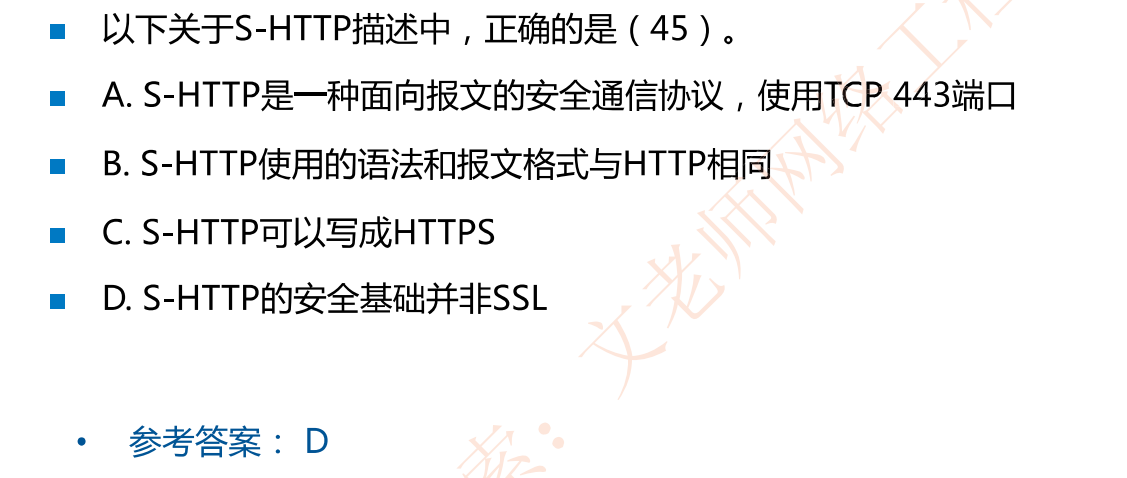 以下关于S-HTTP描述中，正确的是（45）。
A. S-HTTP是一种面向报文的安全通信协议，使用TCP 443端口
B. S-HTTP使用的语法和报文格式与HTTP相同
C. S-HTTP可以写成HTTPS
D. S-HTTP的安全基础并非SSL
参考答案： D
索：文老师网络工程